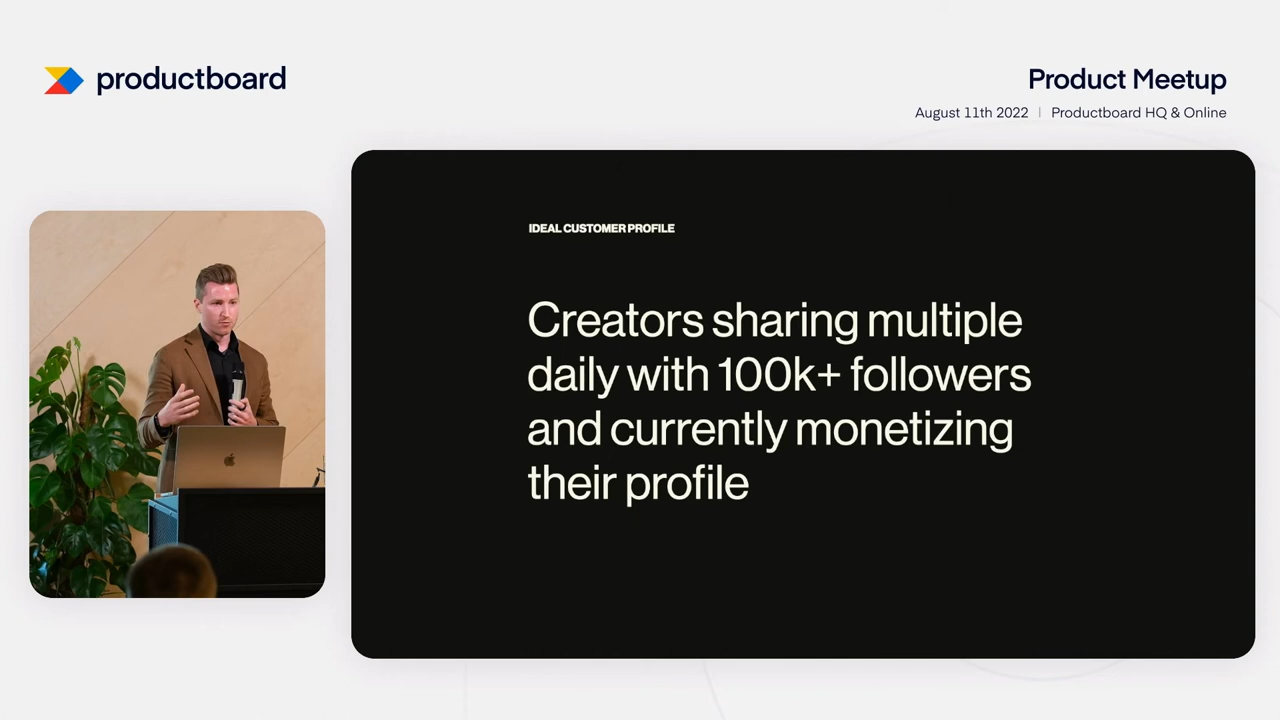 productboard
Product Meetup
August 11th 2022 | Productboard HQ & Online
IDEAL CUSTOMER PROFILE
Creators sharing multiple
daily with 100k+ followers
and currently monetizing
their profile